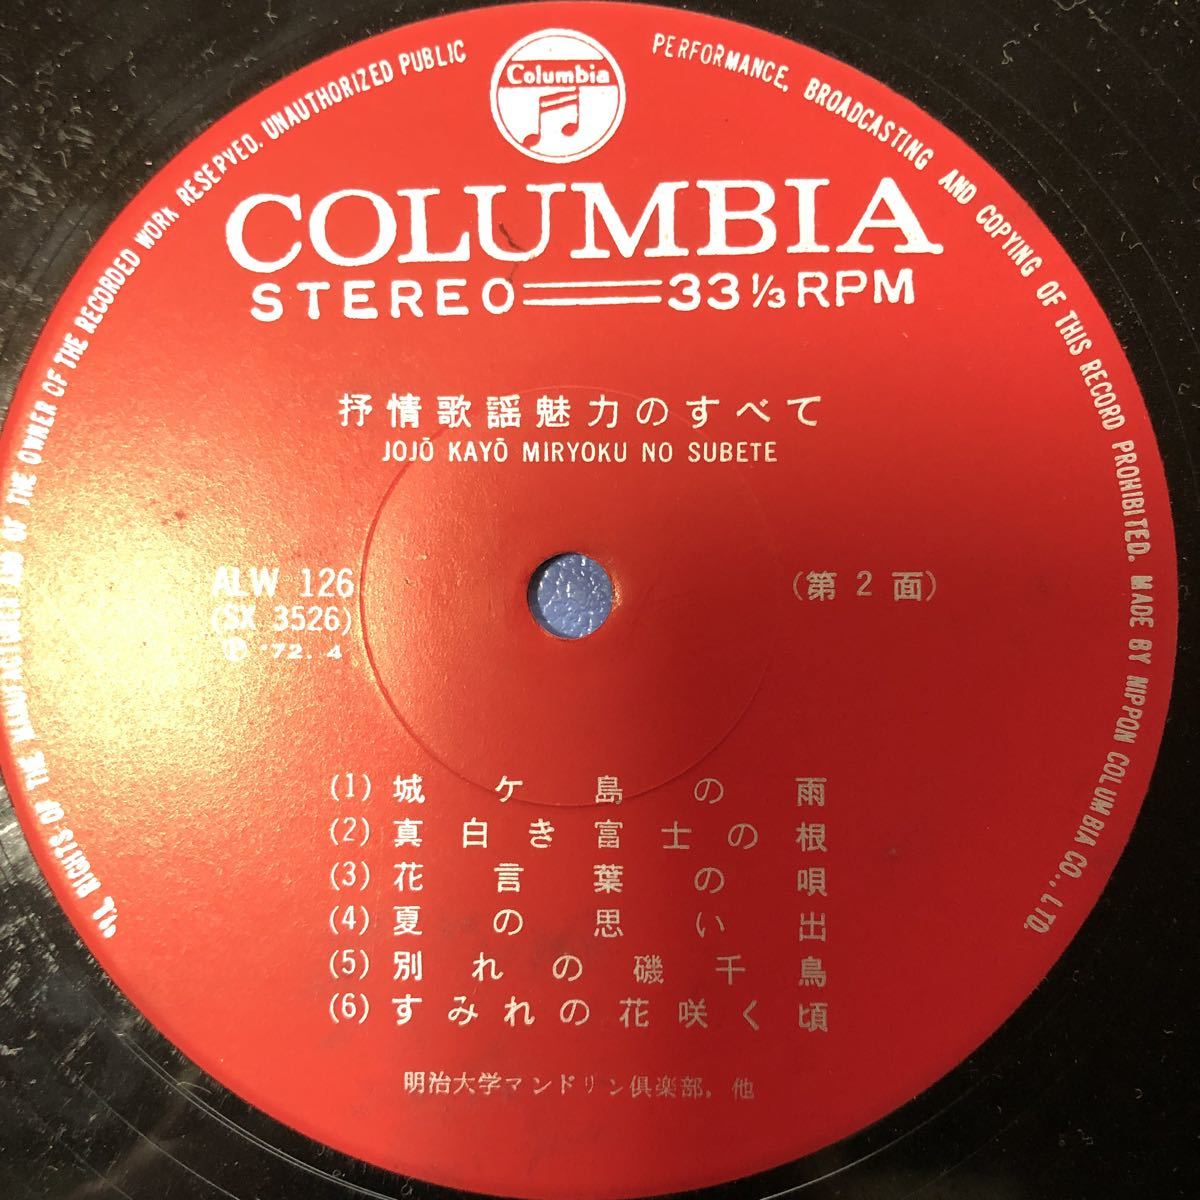 ALL RIGHTS OF THE MANUFACTURER AND OF THE OWNER OF THE RECORDED WORK RESERVED. UNAUTHORIZED PUBLIC PERFORMANCE, BROADCASTING AND COPYING OF THIS RECORD PROHIBITED. MADE BY NIPPON COLUMBIA CO., LTD.
Columbia
COLUMBIA
STEREO 33 1/3 RPM
抒情歌謡魅力のすべて
JOJŌ KAYŌ MIRYOKU NO SUBETE
ALW 126
(第2面)
(SX 3526)
Ⓟ '72. 4
(1) 城ケ島の雨
(2) 真白き富士の根
(3) 花言葉の唄
(4) 夏の思い出
(5) 別れの磯千鳥
(6) すみれの花咲く頃
明治大学マンドリン倶楽部, 他